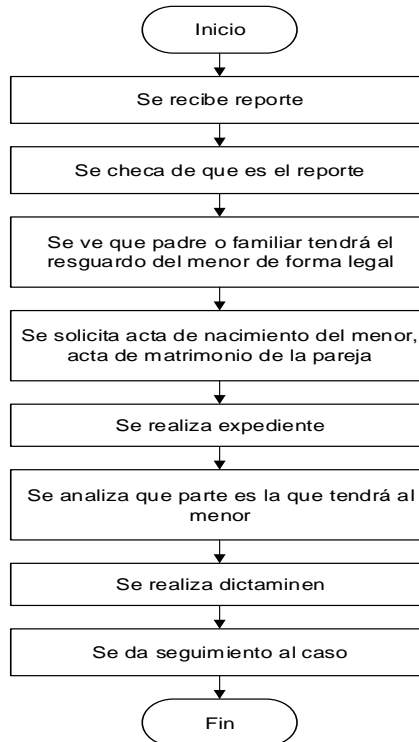 Inicio
Se recibe reporte
Se checa de que es el reporte
Se ve que padre o familiar tendrá el
resguardo del menor de forma legal
Se solicita acta de nacimiento del menor,
acta de matrimonio de la pareja
Se realiza expediente
Se analiza que parte es la que tendrá al
menor
Se realiza dictaminen
Se da seguimiento al caso
Fin